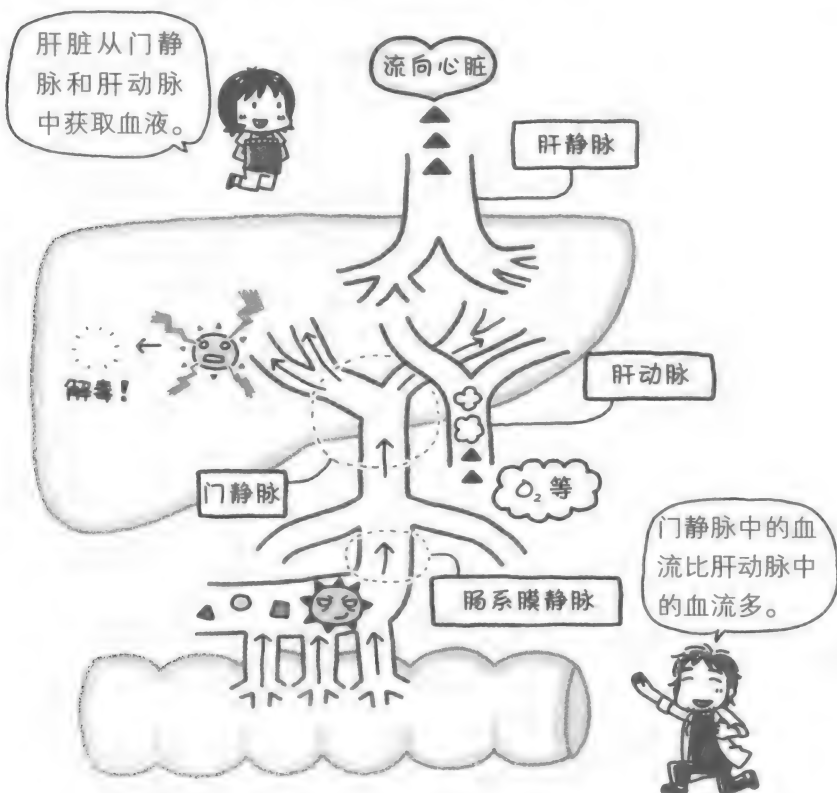 肝脏从门静
脉和肝动脉
中获取血液。
流向心脏
肝静脉
解毒！
肝动脉
门静脉
O₂等
肠系膜静脉
门静脉中的血
流比肝动脉中
的血流多。